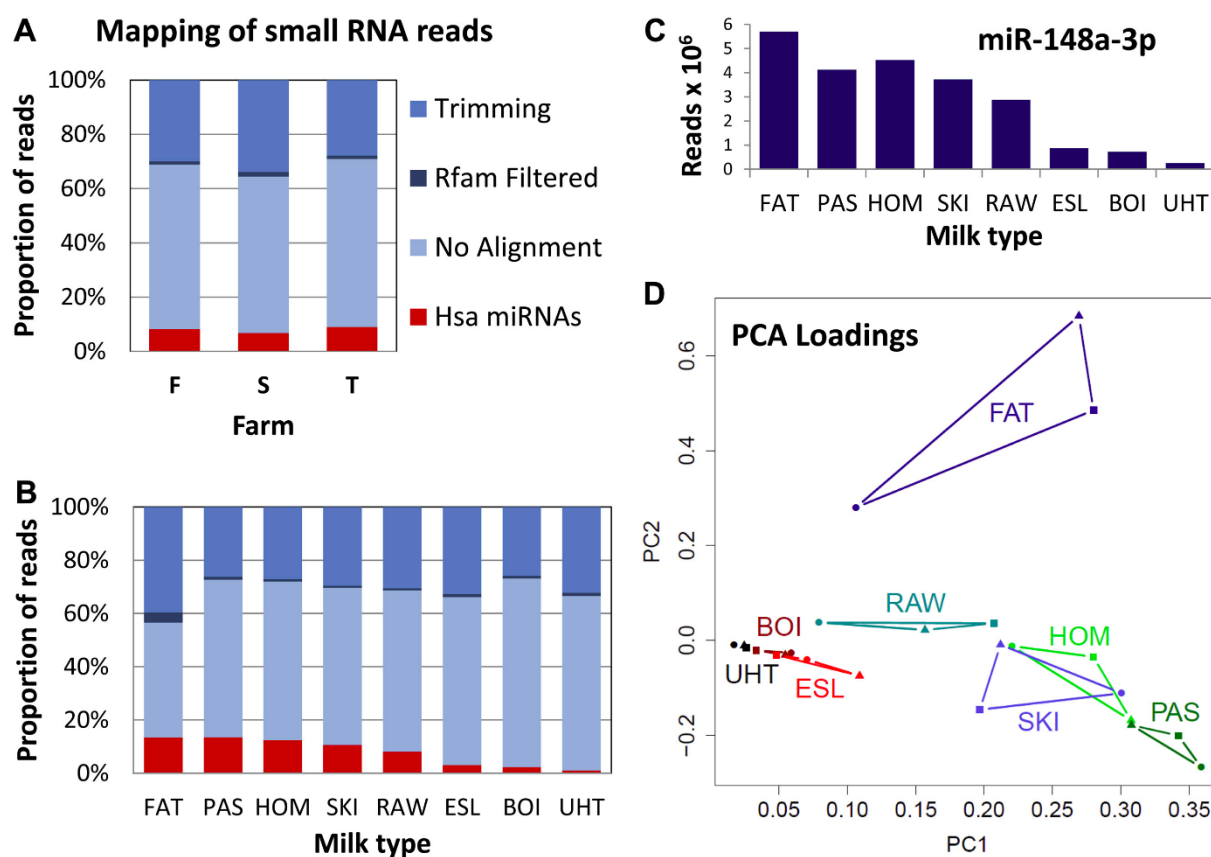 A Mapping of small RNA reads
Proportion of reads
100%
80%
60%
40%
20%
0%
F S T
Farm
Trimming
Rfam Filtered
No Alignment
Hsa miRNAs
B
Proportion of reads
100%
80%
60%
40%
20%
0%
FAT PAS HOM SKI RAW ESL BOI UHT
Milk type
C
miR-148a-3p
Reads x 10⁶
6
5
4
3
2
1
0
FAT PAS HOM SKI RAW ESL BOI UHT
Milk type
D
PCA Loadings
PC2
0.6
0.4
0.2
0.0
−0.2
FAT
RAW
BOI
HOM
UHT
ESL
SKI
PAS
0.05 0.10 0.15 0.20 0.25 0.30 0.35
PC1